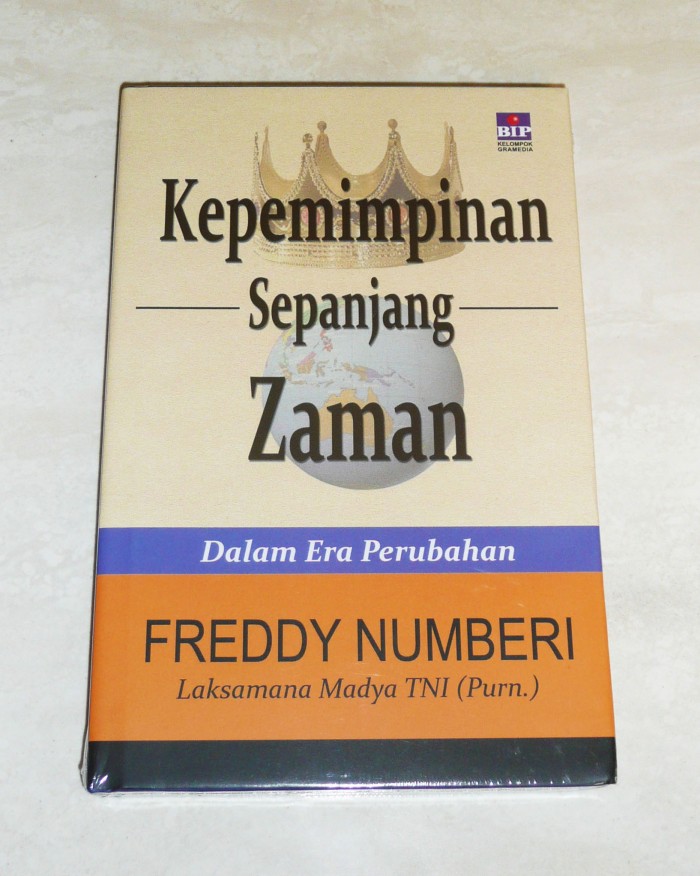 BIP
KELOMPOK
GRAMEDIA
Kepemimpinan
Sepanjang
Zaman
Dalam Era Perubahan
FREDDY NUMBERI
Laksamana Madya TNI (Purn.)